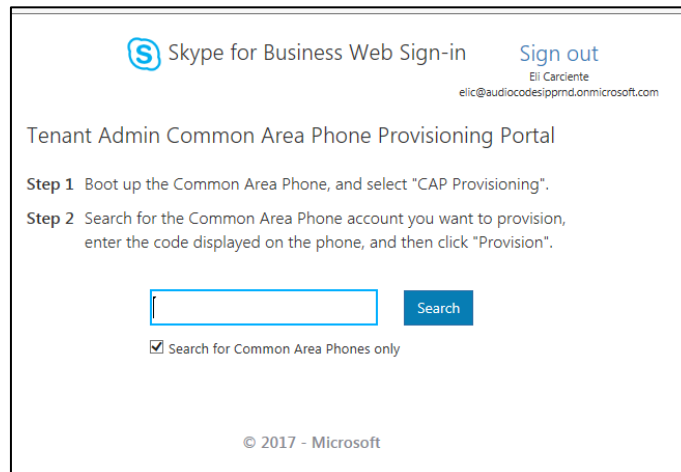 Skype for Business Web Sign-in
Sign out
Eli Carciente
elic@audiocodesipprnd.onmicrosoft.com
Tenant Admin Common Area Phone Provisioning Portal
Step 1 Boot up the Common Area Phone, and select "CAP Provisioning".
Step 2 Search for the Common Area Phone account you want to provision,
enter the code displayed on the phone, and then click "Provision".
Search
Search for Common Area Phones only
© 2017 - Microsoft